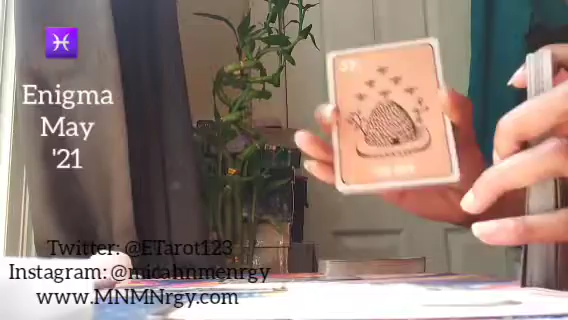 ♓
Enigma
May
'21
Twitter: @ETarot123
Instagram: @micahnmenrgy
www.MNMNrgy.com